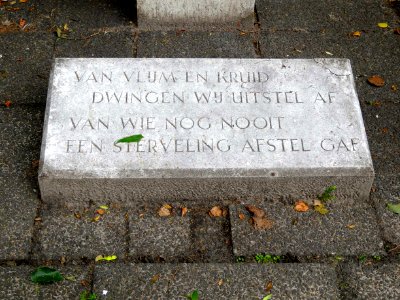 VAN VLIJM EN KRUID
DWINGEN WIJ UITSTEL AF
VAN WIE NOG NOOIT
EEN STERVELING AFSTEL GAF